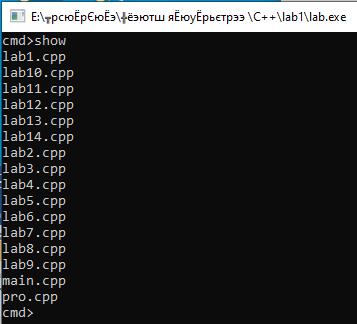 E:\╦рсюЁрЄюЁэ\╬ёэютш яЁюуЁрьєтрээ \C++\lab1\lab.exe
cmd>show
lab1.cpp
lab10.cpp
lab11.cpp
lab12.cpp
lab13.cpp
lab14.cpp
lab2.cpp
lab3.cpp
lab4.cpp
lab5.cpp
lab6.cpp
lab7.cpp
lab8.cpp
lab9.cpp
main.cpp
pro.cpp
cmd>